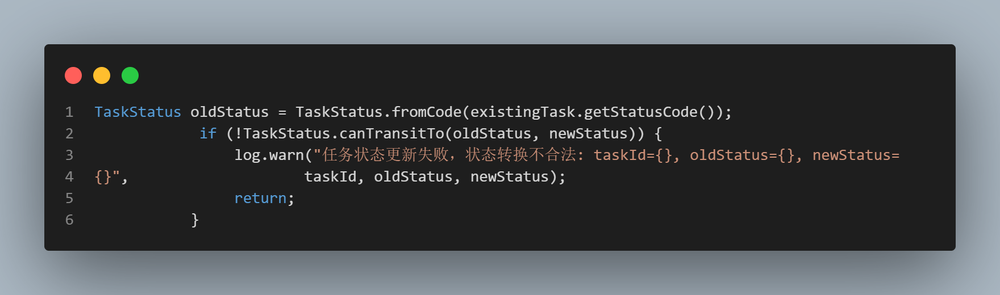 1 TaskStatus oldStatus = TaskStatus.fromCode(existingTask.getStatusCode());
2 if (!TaskStatus.canTransitTo(oldStatus, newStatus)) {
3 log.warn("任务状态更新失败，状态转换不合法: taskId={}, oldStatus={}, newStatus=
4 {}", taskId, oldStatus, newStatus);
5 return;
6 }